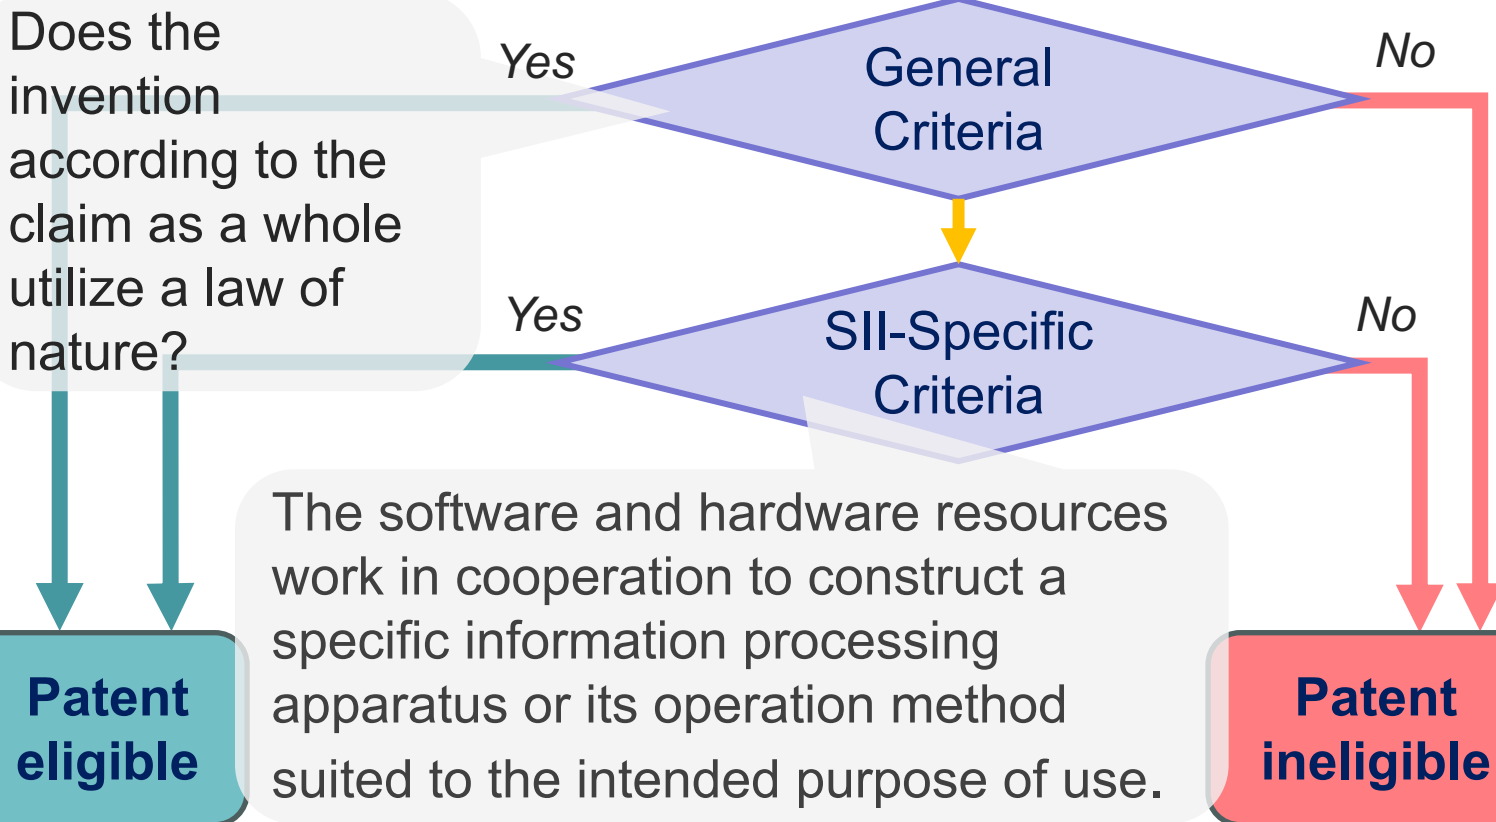 Does the
invention
according to the
claim as a whole
utilize a law of
nature?
Yes
General
Criteria
No
Yes
SII-Specific
Criteria
No
The software and hardware resources
work in cooperation to construct a
specific information processing
apparatus or its operation method
suited to the intended purpose of use.
Patent
eligible
Patent
ineligible